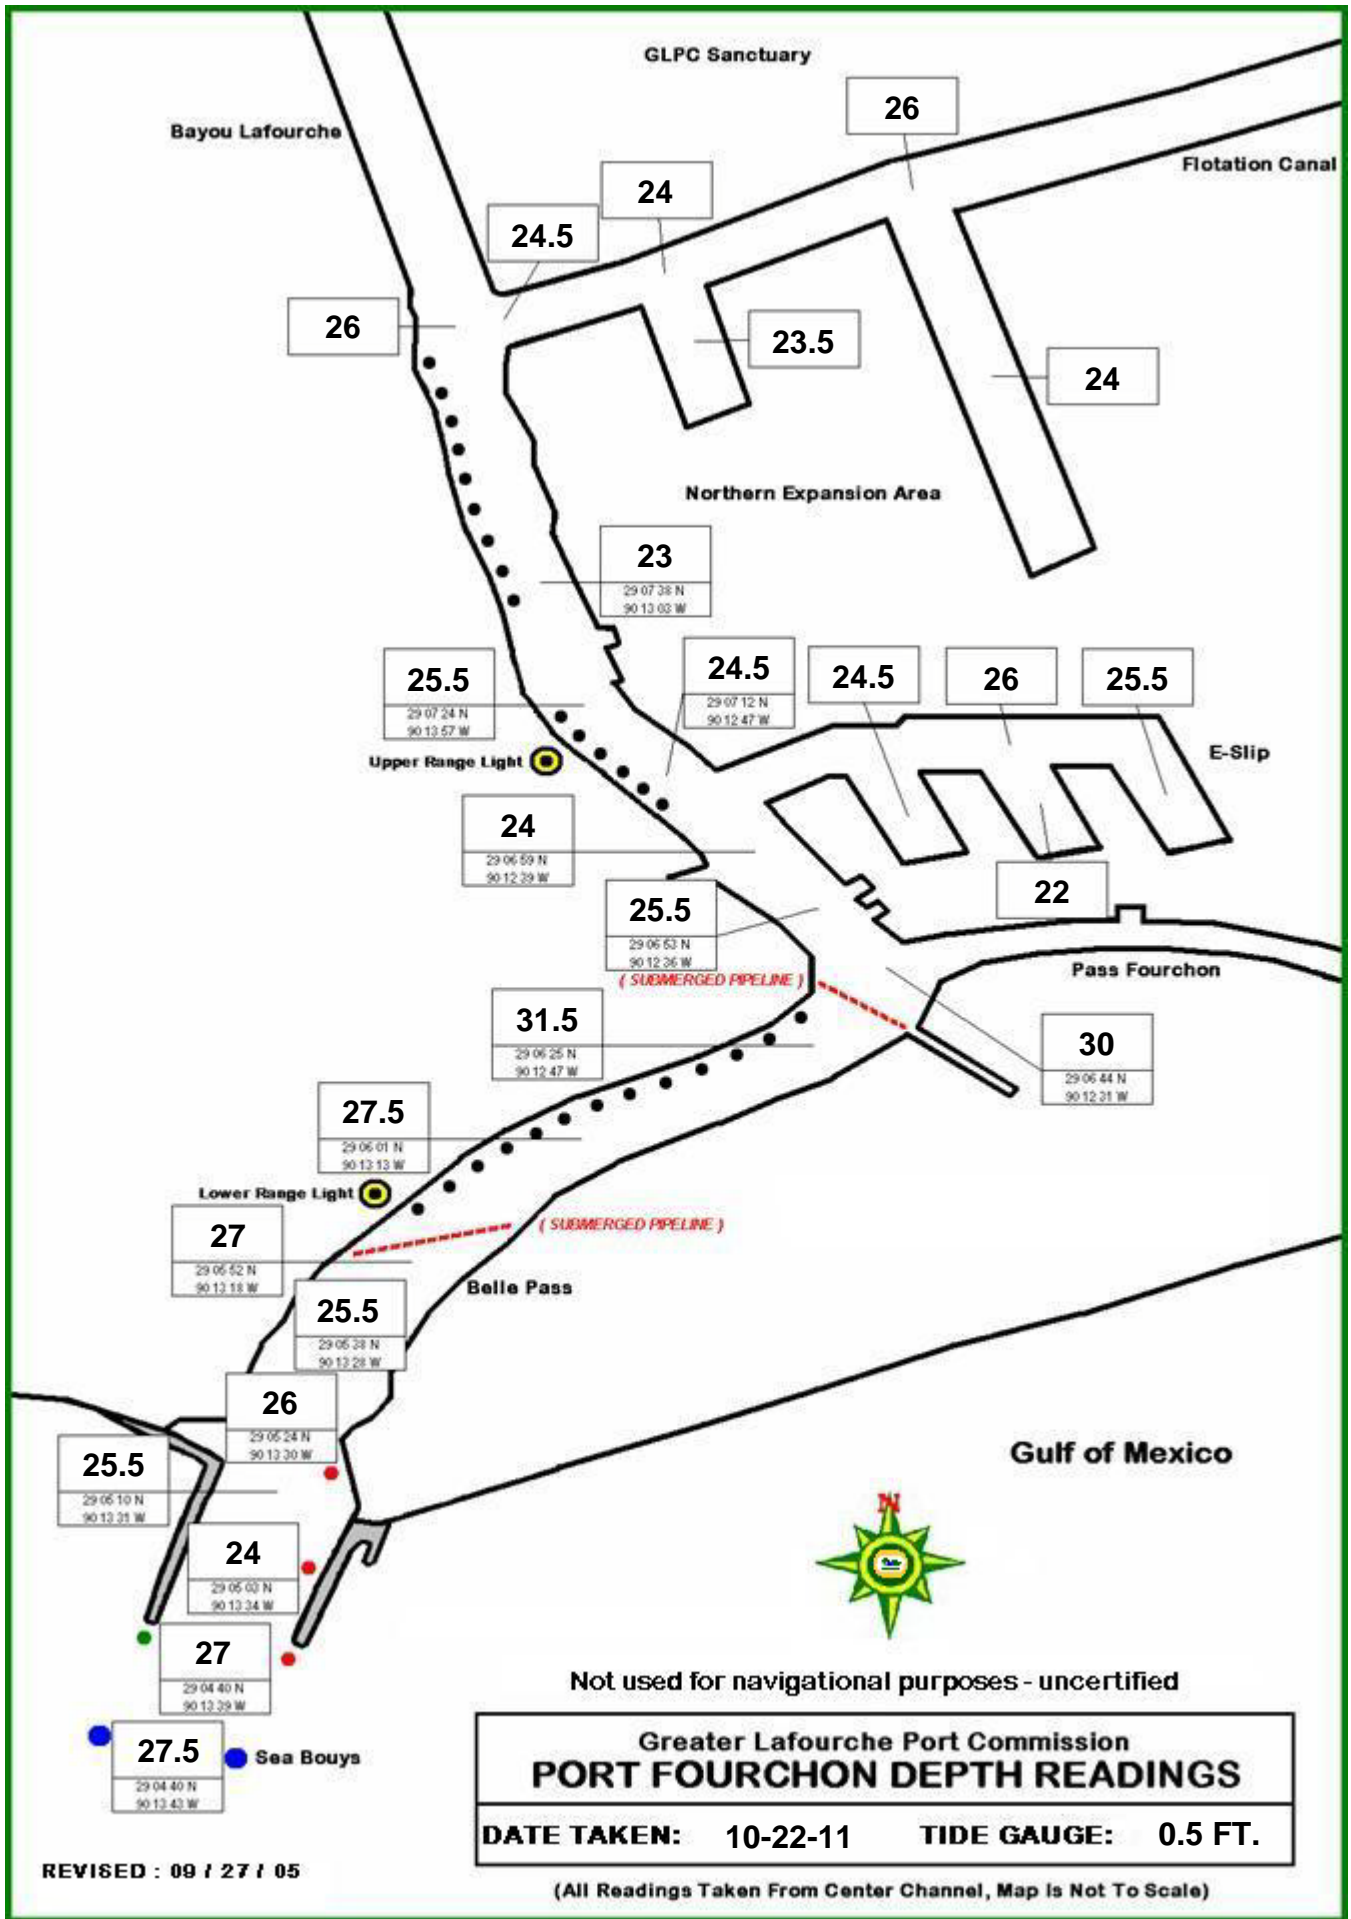 GLPC Sanctuary
26
Bayou Lafourche
Flotation Canal
24
24.5
26
23.5
24
Northern Expansion Area
23
29 07 38 N
90 13 03 W
25.5
29 07 24 N
90 13 57 W
24.5
29 07 12 N
90 12 47 W
24.5
26
25.5
E-Slip
Upper Range Light
24
29 06 59 N
90 12 39 W
22
25.5
29 06 53 N
90 12 36 W
( SUBMERGED PIPELINE )
Pass Fourchon
31.5
29 06 25 N
90 12 47 W
30
29 06 44 N
90 12 31 W
27.5
29 06 01 N
90 13 13 W
Lower Range Light
27
29 05 52 N
90 13 18 W
( SUBMERGED PIPELINE )
Belle Pass
25.5
29 05 38 N
90 13 28 W
26
29 05 24 N
90 13 30 W
25.5
29 05 10 N
90 13 31 W
Gulf of Mexico
N
24
29 05 03 N
90 13 34 W
27
29 04 40 N
90 13 39 W
27.5
29 04 40 N
90 13 43 W
Sea Bouys
Not used for navigational purposes - uncertified
Greater Lafourche Port Commission
PORT FOURCHON DEPTH READINGS
DATE TAKEN: 10-22-11 TIDE GAUGE: 0.5 FT.
REVISED : 09 / 27 / 05
(All Readings Taken From Center Channel, Map Is Not To Scale)